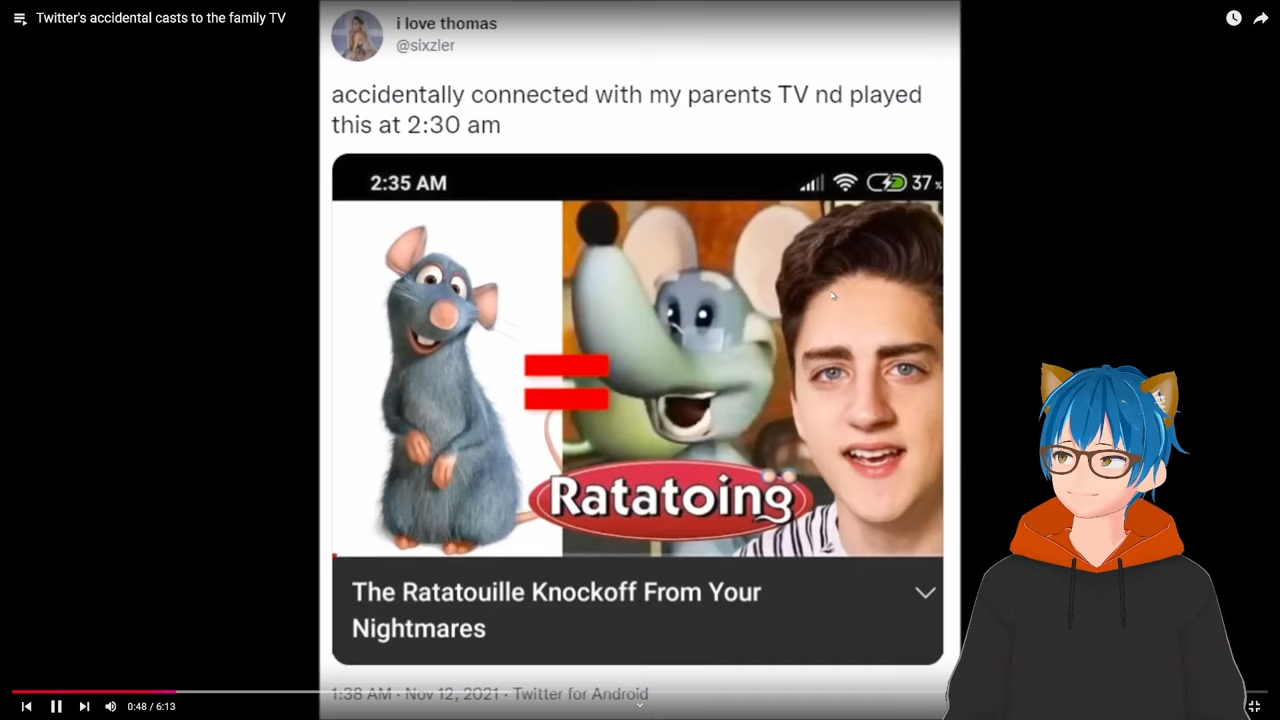 Twitter's accidental casts to the family TV
i love thomas
@sixzler
accidentally connected with my parents TV nd played
this at 2:30 am
2:35 AM
37%
Ratatoing
The Ratatouille Knockoff From Your
Nightmares
1:38 AM · Nov 12, 2021 · Twitter for Android
0:48 / 6:13